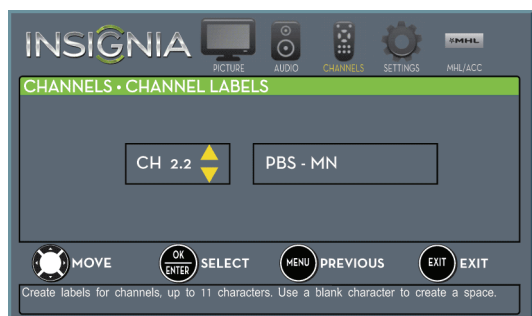 INSIGNIA
PICTURE AUDIO CHANNELS SETTINGS MHL/ACC
MHL
CHANNELS • CHANNEL LABELS
CH 2.2 PBS - MN
MOVE OK ENTER SELECT MENU PREVIOUS EXIT EXIT
Create labels for channels, up to 11 characters. Use a blank character to create a space.